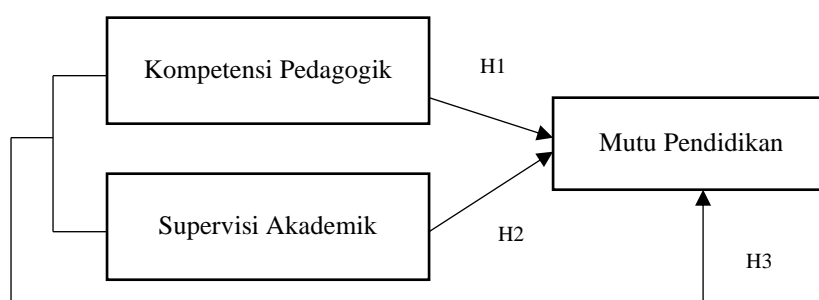 Kompetensi Pedagogik
H1
Mutu Pendidikan
Supervisi Akademik
H2
H3